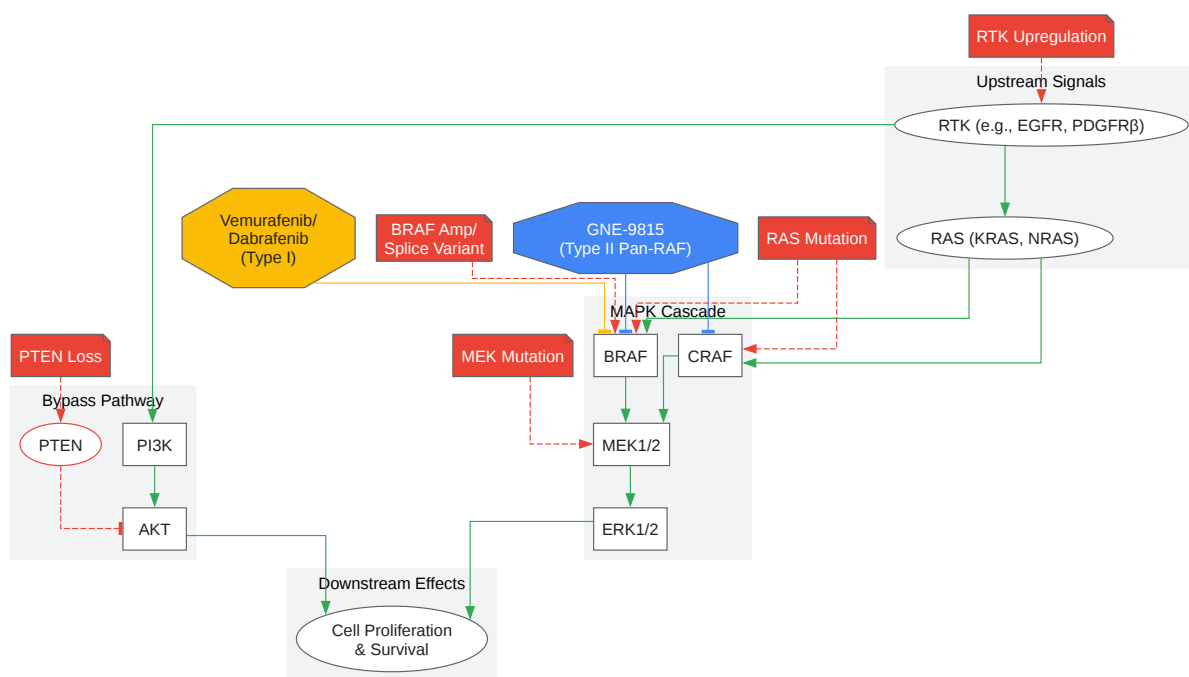 RTK Upregulation
Upstream Signals
RTK (e.g., EGFR, PDGFRβ)
Vemurafenib/
Dabrafenib
(Type I)
BRAF Amp/
Splice Variant
GNE-9815
(Type II Pan-RAF)
RAS Mutation
RAS (KRAS, NRAS)
MAPK Cascade
PTEN Loss
MEK Mutation
BRAF
CRAF
Bypass Pathway
PTEN
PI3K
MEK1/2
AKT
ERK1/2
Downstream Effects
Cell Proliferation
& Survival